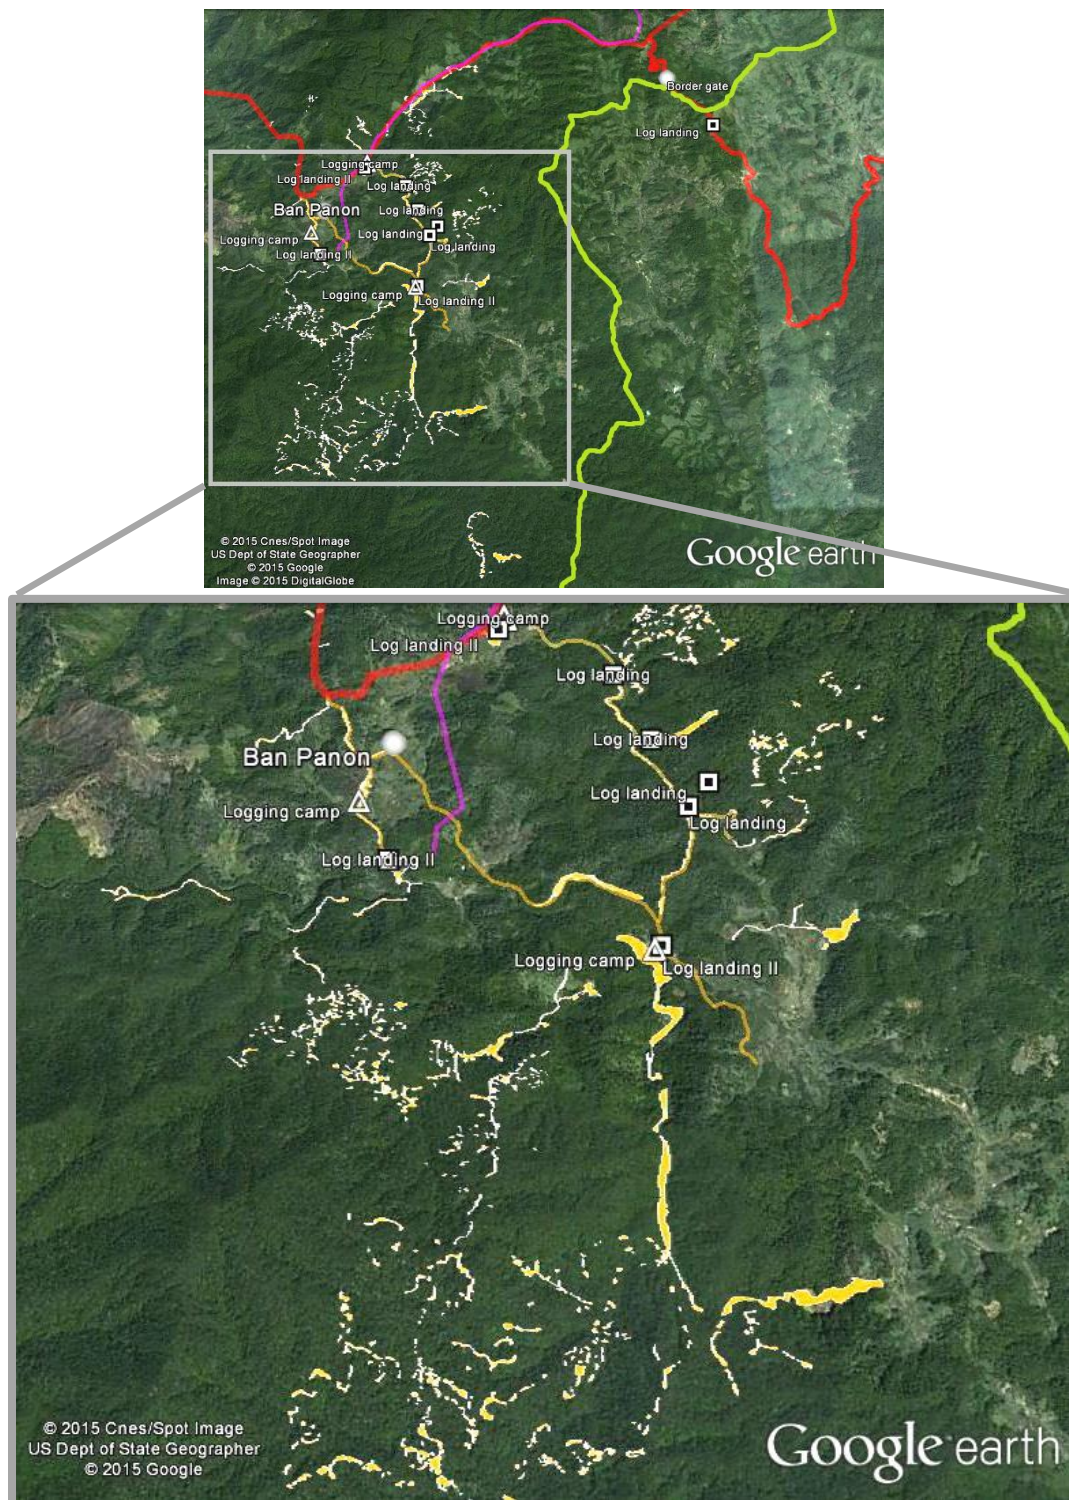 Border gate
Log landing
Logging camp
Log landing II
Log landing
Ban Panon
Log landing
Logging camp
Log landing
Log landing
Log landing II
Logging camp
Log landing II
© 2015 Cnes/Spot Image
US Dept of State Geographer
© 2015 Google
Image © 2015 DigitalGlobe
Google earth
Logging camp
Log landing II
Log landing
Log landing
Ban Panon
Log landing
Logging camp
Log landing
Log landing II
Logging camp
Log landing II
© 2015 Cnes/Spot Image
US Dept of State Geographer
© 2015 Google
Google earth